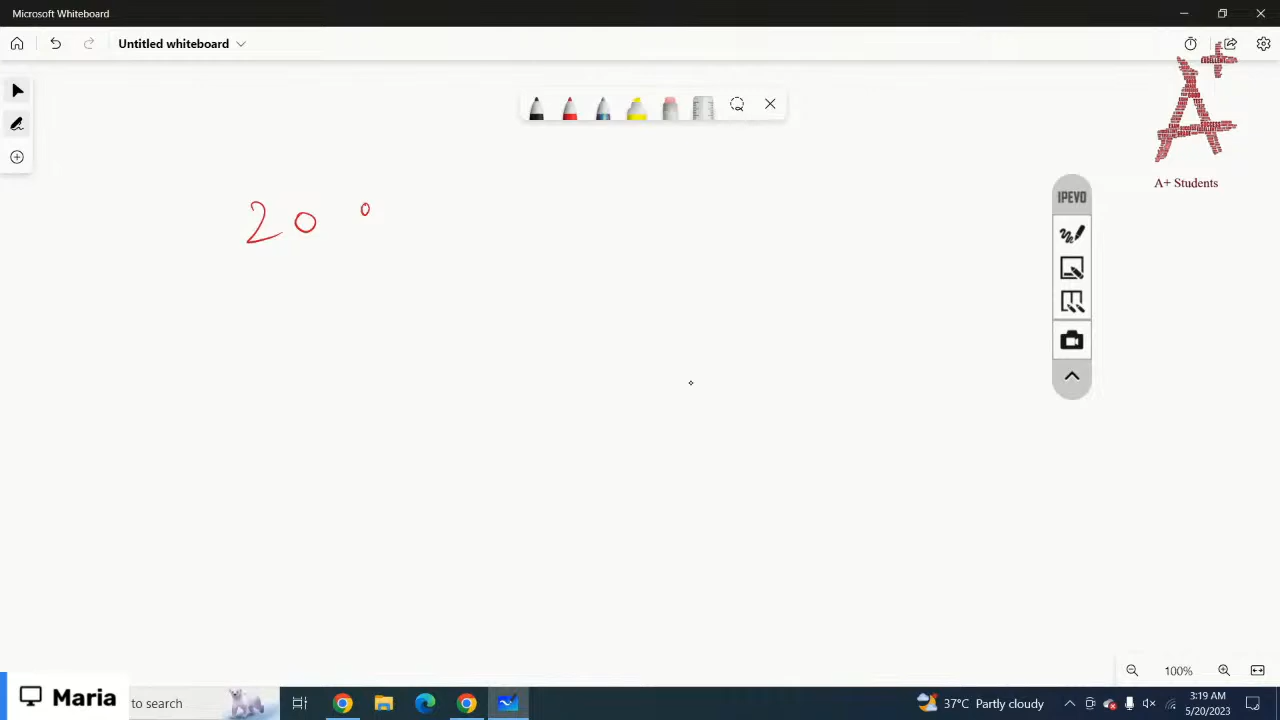 Microsoft Whiteboard
Untitled whiteboard
A+ Students
IPEVO
20 °
100%
Maria
to search
37°C Partly cloudy
3:19 AM
5/20/2023